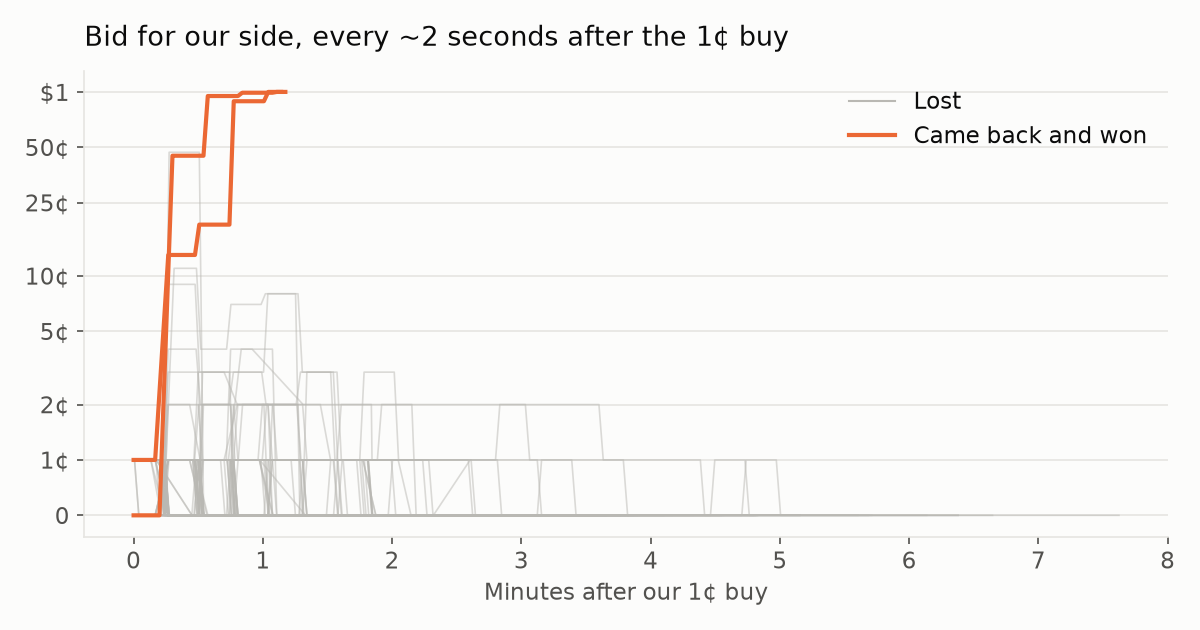 Bid for our side, every ~2 seconds after the 1¢ buy
$1
50¢
25¢
10¢
5¢
2¢
1¢
0
Lost
Came back and won
0 1 2 3 4 5 6 7 8
Minutes after our 1¢ buy